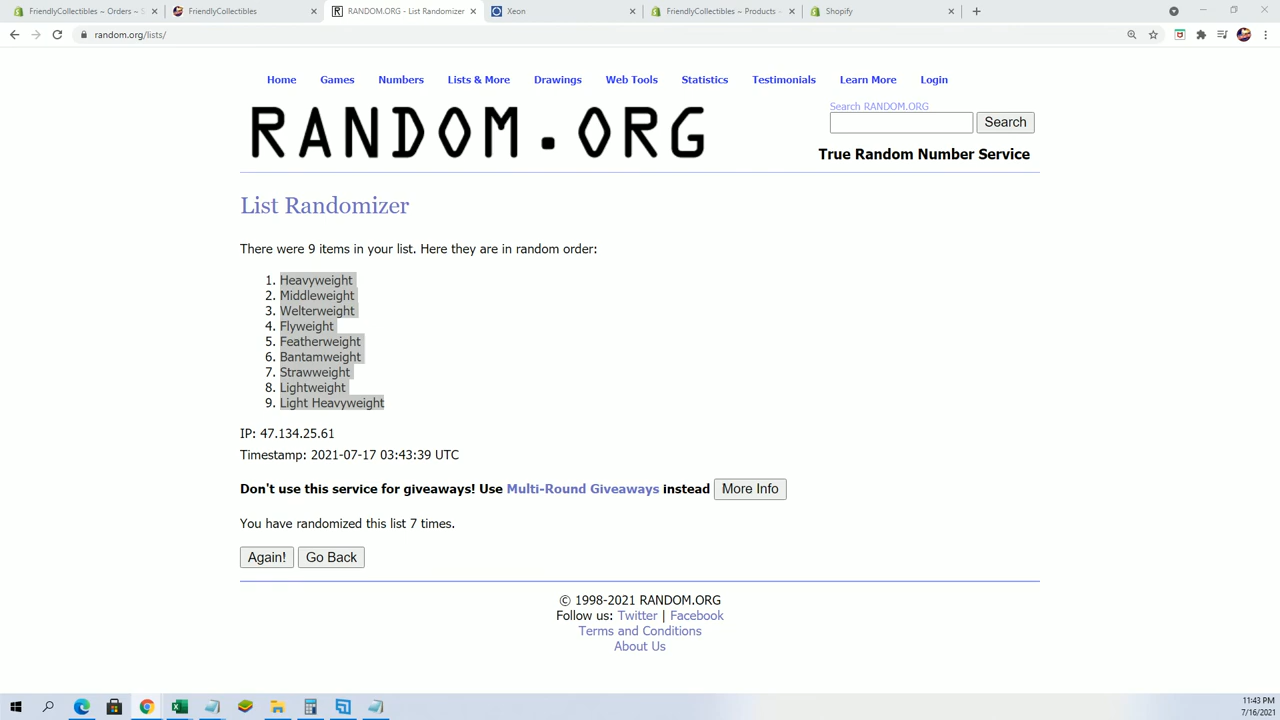 FriendlyCollectibles ~ Orders ~ S
FriendlyCollectibles
RANDOM.ORG - List Randomizer
Xeon
FriendlyCollectibles ~ Products ~
Shopify
random.org/lists/
Home
Games
Numbers
Lists & More
Drawings
Web Tools
Statistics
Testimonials
Learn More
Login
RANDOM.ORG
Search RANDOM.ORG
Search
True Random Number Service
List Randomizer
There were 9 items in your list. Here they are in random order:
1. Heavyweight
2. Middleweight
3. Welterweight
4. Flyweight
5. Featherweight
6. Bantamweight
7. Strawweight
8. Lightweight
9. Light Heavyweight
IP: 47.134.25.61
Timestamp: 2021-07-17 03:43:39 UTC
Don't use this service for giveaways! Use Multi-Round Giveaways instead More Info
You have randomized this list 7 times.
Again! Go Back
© 1998-2021 RANDOM.ORG
Follow us: Twitter | Facebook
Terms and Conditions
About Us
11:43 PM
7/16/2021